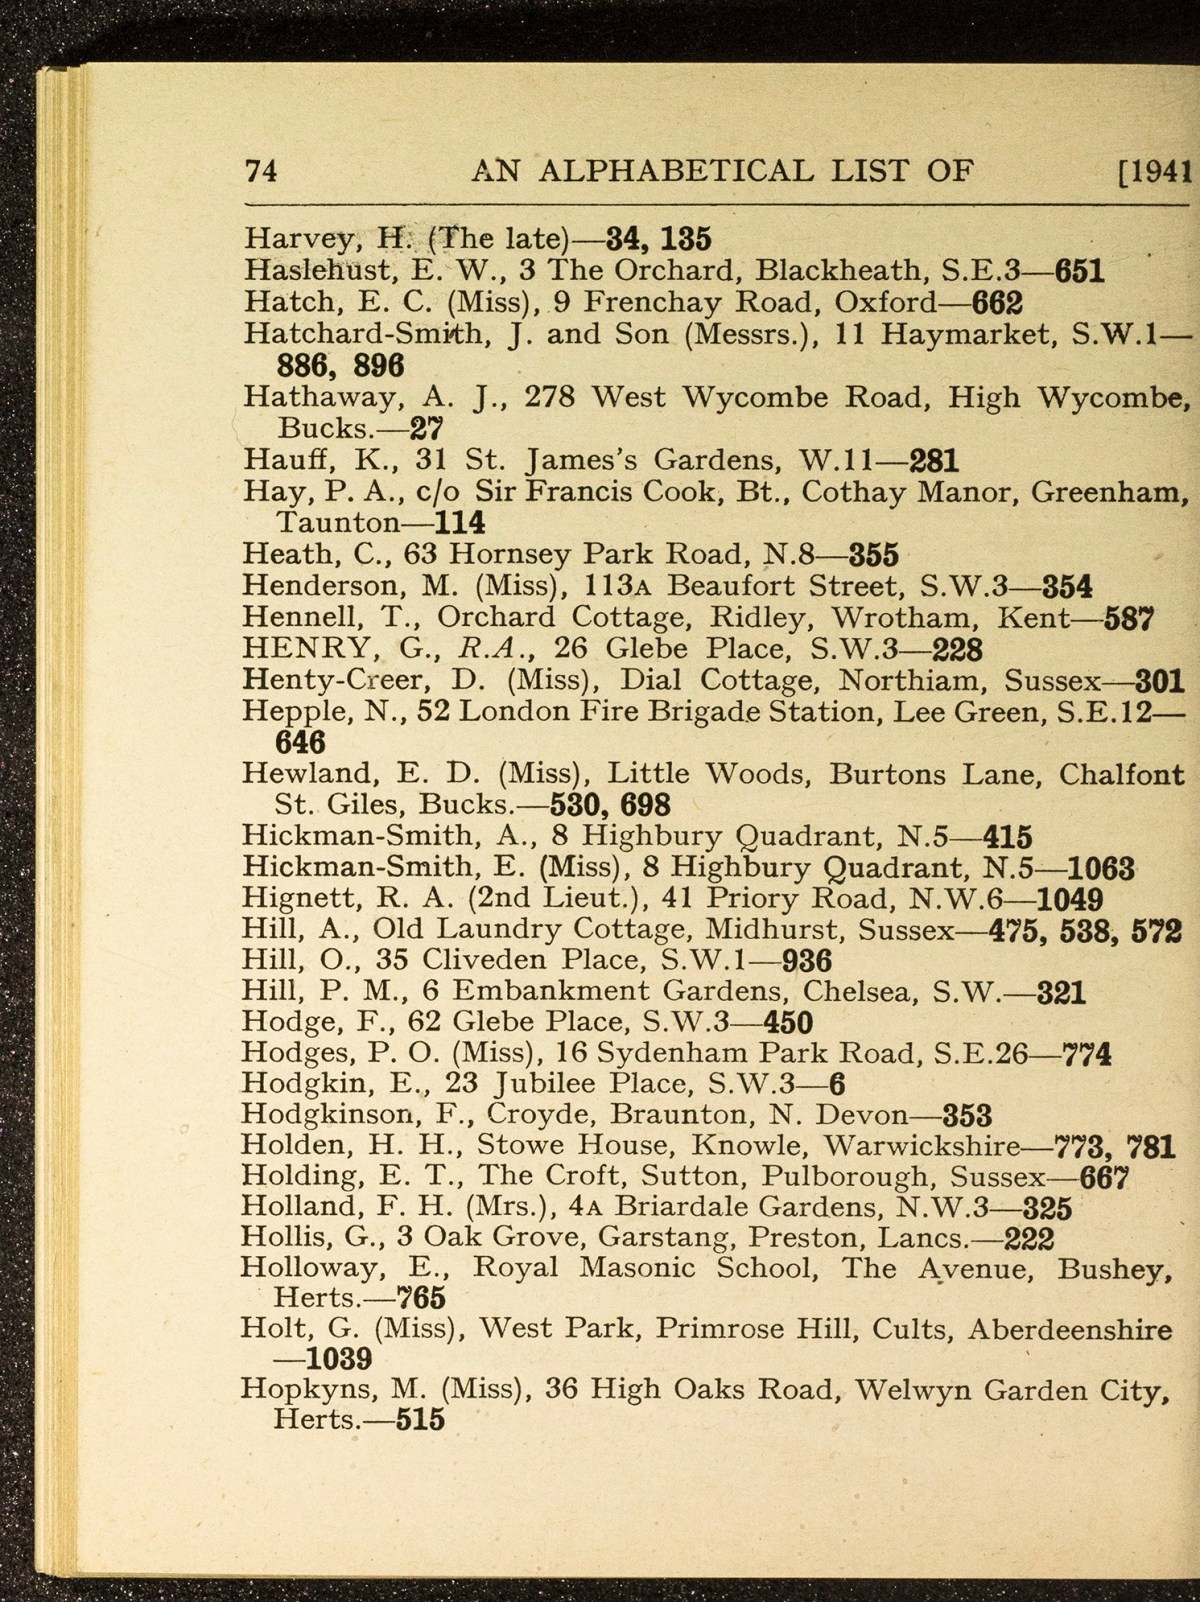 74 AN ALPHABETICAL LIST OF [1941
Harvey, H. (The late)—34, 135
Haslehust, E. W., 3 The Orchard, Blackheath, S.E.3—651
Hatch, E. C. (Miss), 9 Frenchay Road, Oxford—662
Hatchard-Smith, J. and Son (Messrs.), 11 Haymarket, S.W.1—
886, 896
Hathaway, A. J., 278 West Wycombe Road, High Wycombe,
Bucks.—27
Hauff, K., 31 St. James's Gardens, W.11—281
Hay, P. A., c/o Sir Francis Cook, Bt., Cothay Manor, Greenham,
Taunton—114
Heath, C., 63 Hornsey Park Road, N.8—355
Henderson, M. (Miss), 113A Beaufort Street, S.W.3—354
Hennell, T., Orchard Cottage, Ridley, Wrotham, Kent—587
HENRY, G., R.A., 26 Glebe Place, S.W.3—228
Henty-Creer, D. (Miss), Dial Cottage, Northiam, Sussex—301
Hepple, N., 52 London Fire Brigade Station, Lee Green, S.E.12—
646
Hewland, E. D. (Miss), Little Woods, Burtons Lane, Chalfont
St. Giles, Bucks.—530, 698
Hickman-Smith, A., 8 Highbury Quadrant, N.5—415
Hickman-Smith, E. (Miss), 8 Highbury Quadrant, N.5—1063
Hignett, R. A. (2nd Lieut.), 41 Priory Road, N.W.6—1049
Hill, A., Old Laundry Cottage, Midhurst, Sussex—475, 538, 572
Hill, O., 35 Cliveden Place, S.W.1—936
Hill, P. M., 6 Embankment Gardens, Chelsea, S.W.—321
Hodge, F., 62 Glebe Place, S.W.3—450
Hodges, P. O. (Miss), 16 Sydenham Park Road, S.E.26—774
Hodgkin, E., 23 Jubilee Place, S.W.3—6
Hodgkinson, F., Croyde, Braunton, N. Devon—353
Holden, H. H., Stowe House, Knowle, Warwickshire—773, 781
Holding, E. T., The Croft, Sutton, Pulborough, Sussex—667
Holland, F. H. (Mrs.), 4A Briardale Gardens, N.W.3—325
Hollis, G., 3 Oak Grove, Garstang, Preston, Lancs.—222
Holloway, E., Royal Masonic School, The Avenue, Bushey,
Herts.—765
Holt, G. (Miss), West Park, Primrose Hill, Cults, Aberdeenshire
—1039
Hopkyns, M. (Miss), 36 High Oaks Road, Welwyn Garden City,
Herts.—515